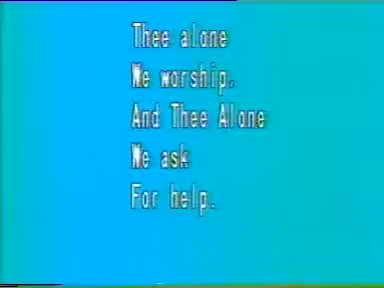 Thee alone
We worship.
And Thee Alone
We ask
For help.